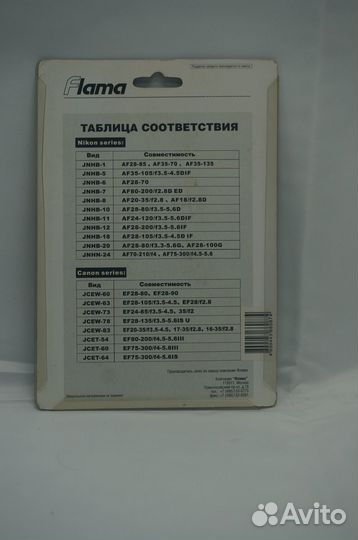 Flama
ТАБЛИЦА СООТВЕТСТВИЯ
Nikon series:
Вид Совместимость
JNHB-1 AF28-85 , AF35-70 , AF35-135
JNHB-5 AF35-105/f3.5-4.5DIF
JNHB-6 AF28-70
JNHB-7 AF80-200/f2.8D ED
JNHB-8 AF20-35/f2.8 , AF18/f2.8D
JNHB-10 AF28-80/f3.5-5.6D
JNHB-11 AF24-120/f3.5-5.6DIF
JNHB-12 AF28-200/f3.5-5.6IF
JNHB-18 AF28-105/f3.5-4.5D IF
JNHB-20 AF28-80/f3.3-5.6G, AF28-100G
JNHN-24 AF70-210/f4 , AF75-300/f4.5-5.6
Canon series:
Вид Совместимость
JCEW-60 EF28-80, EF28-90
JCEW-63 EF28-105/f3.5-4.5, EF28/f2.8
JCEW-73 EF24-85/f3.5-4.5, 35/f2
JCEW-78 EF28-135/f3.5-5.6IS U
JCEW-83 EF20-35/f3.5-4.5, 17-35/f2.8, 16-35/f2.8
JCET-54 EF80-200/f4.5-5.6III
JCET-60 EF75-300/f4-5.6III
JCET-64 EF75-300/f4-5.6IS
Компания "Флама"
Москва
Avito